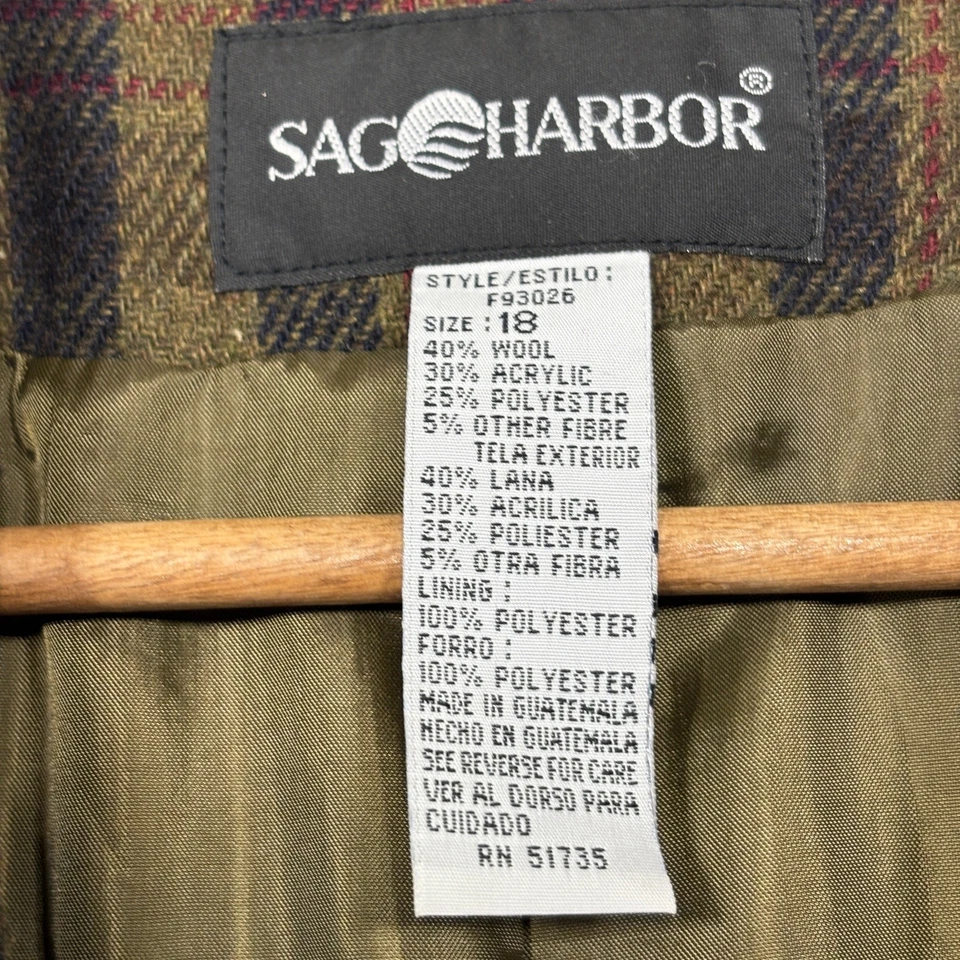 SAG HARBOR®
STYLE/ESTILO:
F93026
SIZE : 18
40% WOOL
30% ACRYLIC
25% POLYESTER
5% OTHER FIBRE
TELA EXTERIOR
40% LANA
30% ACRILICA
25% POLIESTER
5% OTRA FIBRA
LINING :
100% POLYESTER
FORRO :
100% POLYESTER
MADE IN GUATEMALA
HECHO EN GUATEMALA
SEE REVERSE FOR CARE
VER AL DORSO PARA
CUIDADO
RN 51735